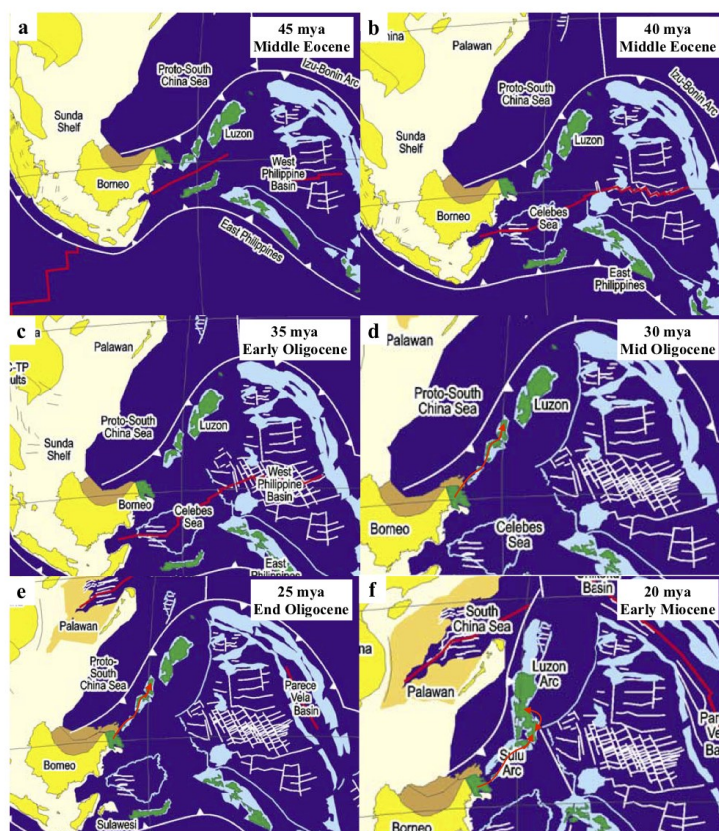 a
45 mya
Middle Eocene
Proto-South
China Sea
Izu-Bonin Arc
Luzon
Sunda
Shelf
Borneo
West
Philippine
Basin
East Philippines
b
40 mya
Middle Eocene
Palawan
Proto-South
China Sea
Izu-Bonin Arc
Luzon
Sunda
Shelf
Borneo
Celebes
Sea
East
Philippines
c
35 mya
Early Oligocene
Palawan
C-TP
Proto-South
China Sea
Luzon
Sunda
Shelf
West
Philippine
Basin
Borneo
Celebes
Sea
East
Philippines
d
30 mya
Mid Oligocene
Palawan
Proto-South
China Sea
Luzon
Borneo
Celebes
Sea
e
25 mya
End Oligocene
Palawan
Proto-South
China Sea
Parece
Vela
Basin
Borneo
Sulawesi
f
20 mya
Early Miocene
Basin
South
China Sea
Palawan
Luzon
Arc
Sulu
Arc
Borneo